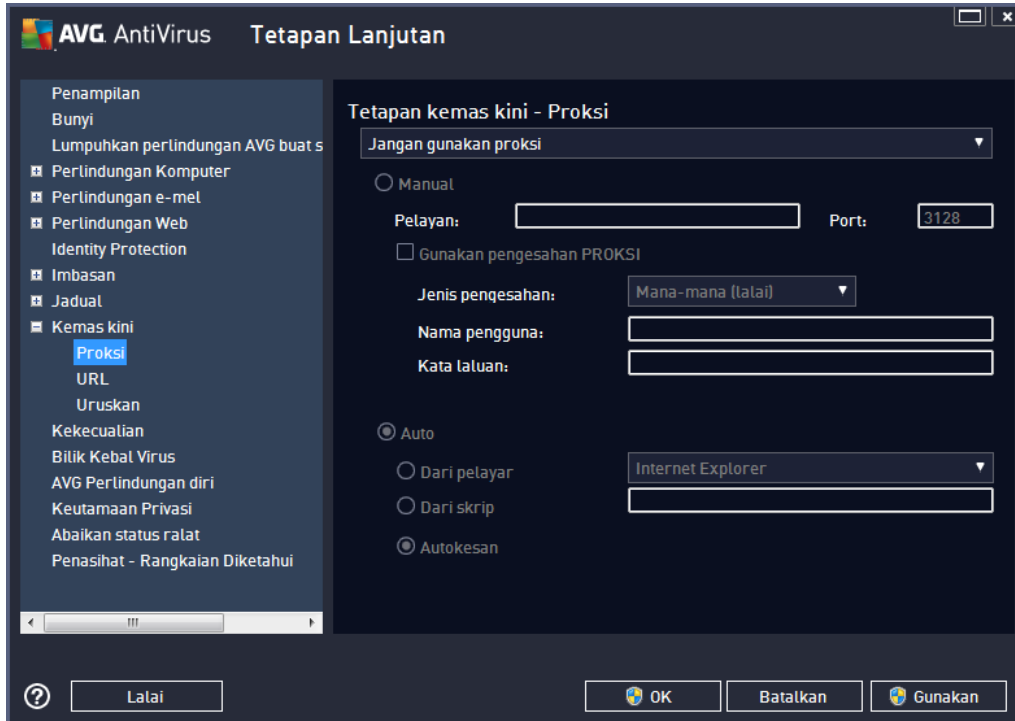 AVG AntiVirus Tetapan Lanjutan
Penampilan
Bunyi
Lumpuhkan perlindungan AVG buat s
Perlindungan Komputer
Perlindungan e-mel
Perlindungan Web
Identity Protection
Imbasan
Jadual
Kemas kini
Proksi
URL
Uruskan
Kekecualian
Bilik Kebal Virus
AVG Perlindungan diri
Keutamaan Privasi
Abaikan status ralat
Penasihat - Rangkaian Diketahui
Tetapan kemas kini - Proksi
Jangan gunakan proksi
Manual
Pelayan: Port: 3128
Gunakan pengesahan PROKSI
Jenis pengesahan: Mana-mana (lalai)
Nama pengguna:
Kata laluan:
Auto
Dari pelayar Internet Explorer
Dari skrip
Autokesan
? Lalai OK Batalkan Gunakan